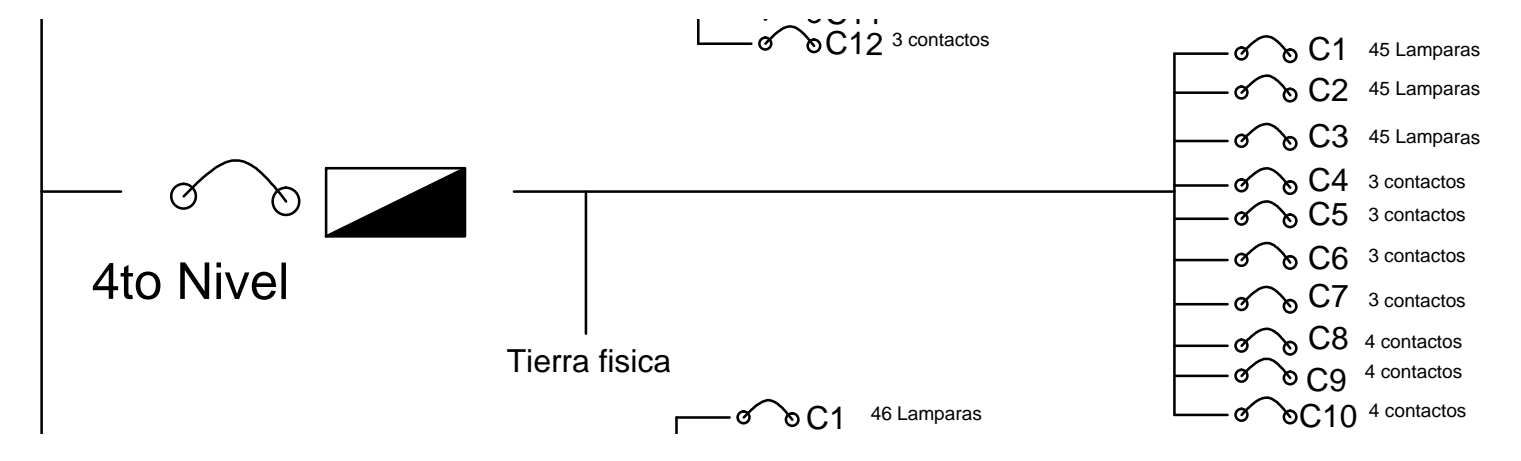 C12 3 contactos
C1 45 Lamparas
C2 45 Lamparas
C3 45 Lamparas
C4 3 contactos
C5 3 contactos
C6 3 contactos
C7 3 contactos
C8 4 contactos
C9 4 contactos
C10 4 contactos
4to Nivel
Tierra fisica
C1 46 Lamparas